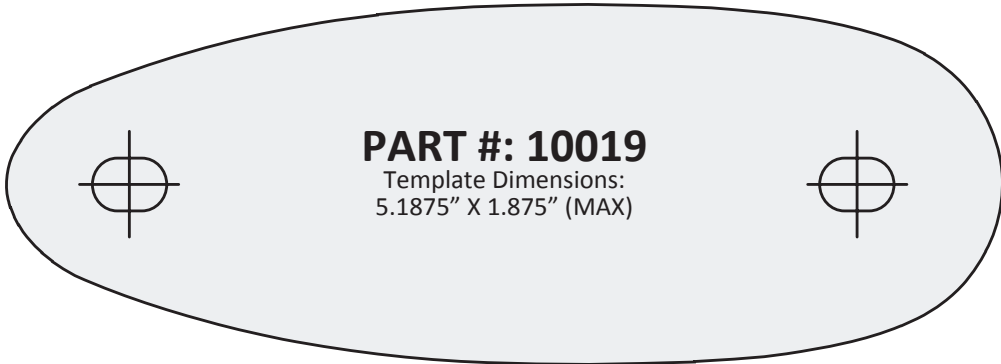 PART #: 10019
Template Dimensions:
5.1875” X 1.875” (MAX)